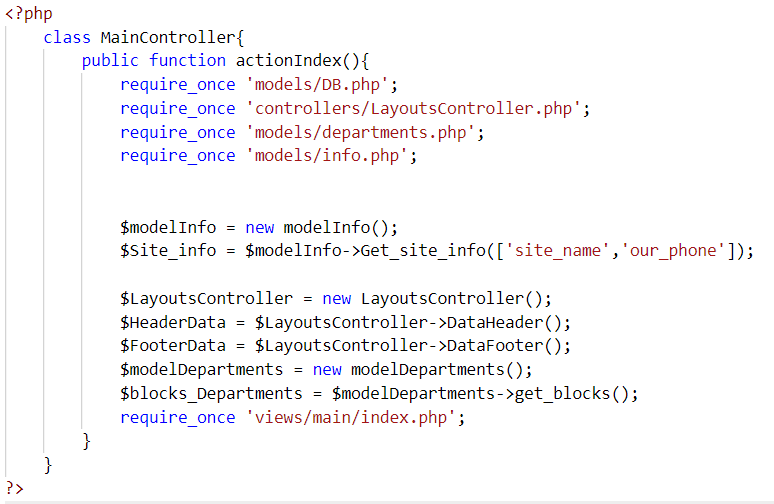 <?php
class MainController{
public function actionIndex(){
require_once 'models/DB.php';
require_once 'controllers/LayoutsController.php';
require_once 'models/departments.php';
require_once 'models/info.php';
$modelInfo = new modelInfo();
$Site_info = $modelInfo->Get_site_info(['site_name','our_phone']);
$LayoutsController = new LayoutsController();
$HeaderData = $LayoutsController->DataHeader();
$FooterData = $LayoutsController->DataFooter();
$modelDepartments = new modelDepartments();
$blocks_Departments = $modelDepartments->get_blocks();
require_once 'views/main/index.php';
}
}
?>